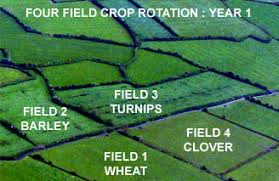 FOUR FIELD CROP ROTATION : YEAR 1
FIELD 3
TURNIPS
FIELD 2
BARLEY
FIELD 4
CLOVER
FIELD 1
WHEAT